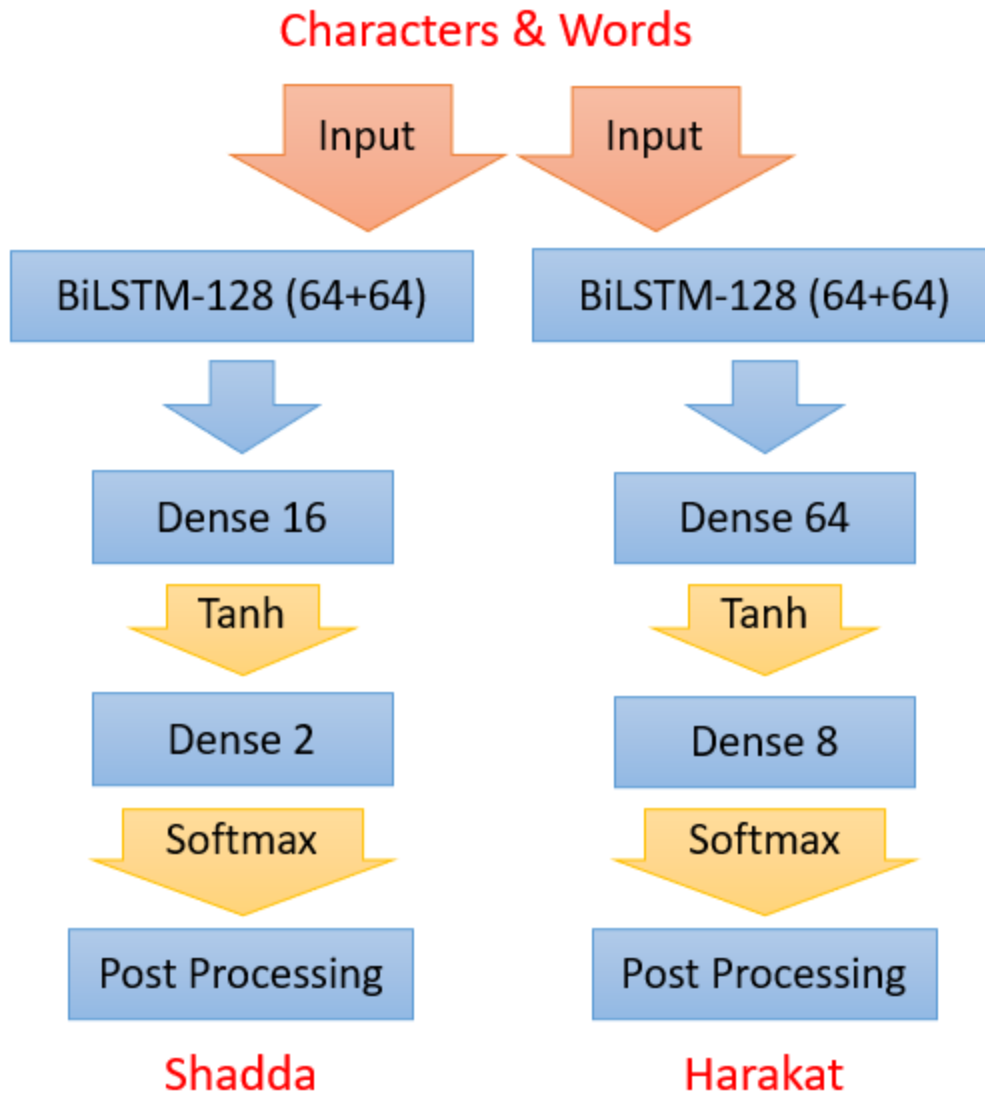 Characters & Words
Input Input
BiLSTM-128 (64+64) BiLSTM-128 (64+64)
Dense 16 Dense 64
Tanh Tanh
Dense 2 Dense 8
Softmax Softmax
Post Processing Post Processing
Shadda Harakat